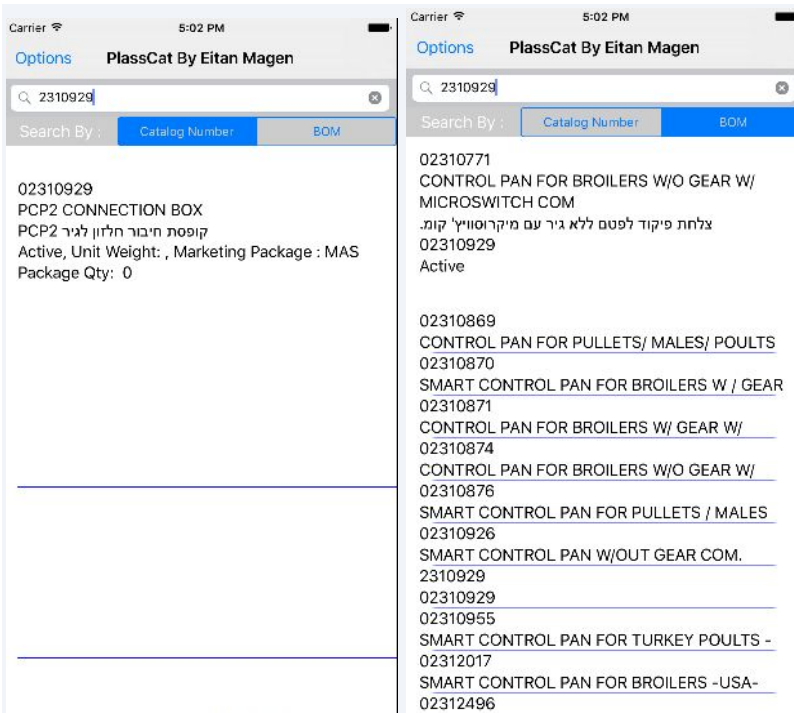 Carrier 5:02 PM
Options PlassCat By Eitan Magen
2310929
Search By : Catalog Number BOM
02310929
PCP2 CONNECTION BOX
קופסת חיבור חלזון לגיר PCP2
Active, Unit Weight: , Marketing Package : MAS
Package Qty: 0
Carrier 5:02 PM
Options PlassCat By Eitan Magen
2310929
Search By : Catalog Number BOM
02310771
CONTROL PAN FOR BROILERS W/O GEAR W/
MICROSWITCH COM
צלחת פיקוד לפטם ללא גיר עם מיקרוסוויץ' קומ.
02310929
Active
02310869
CONTROL PAN FOR PULLETS/ MALES/ POULTS
02310870
SMART CONTROL PAN FOR BROILERS W / GEAR
02310871
CONTROL PAN FOR BROILERS W/ GEAR W/
02310874
CONTROL PAN FOR BROILERS W/O GEAR W/
02310876
SMART CONTROL PAN FOR PULLETS / MALES
02310926
SMART CONTROL PAN W/OUT GEAR COM.
2310929
02310929
02310955
SMART CONTROL PAN FOR TURKEY POULTS -
02312017
SMART CONTROL PAN FOR BROILERS -USA-
02312496